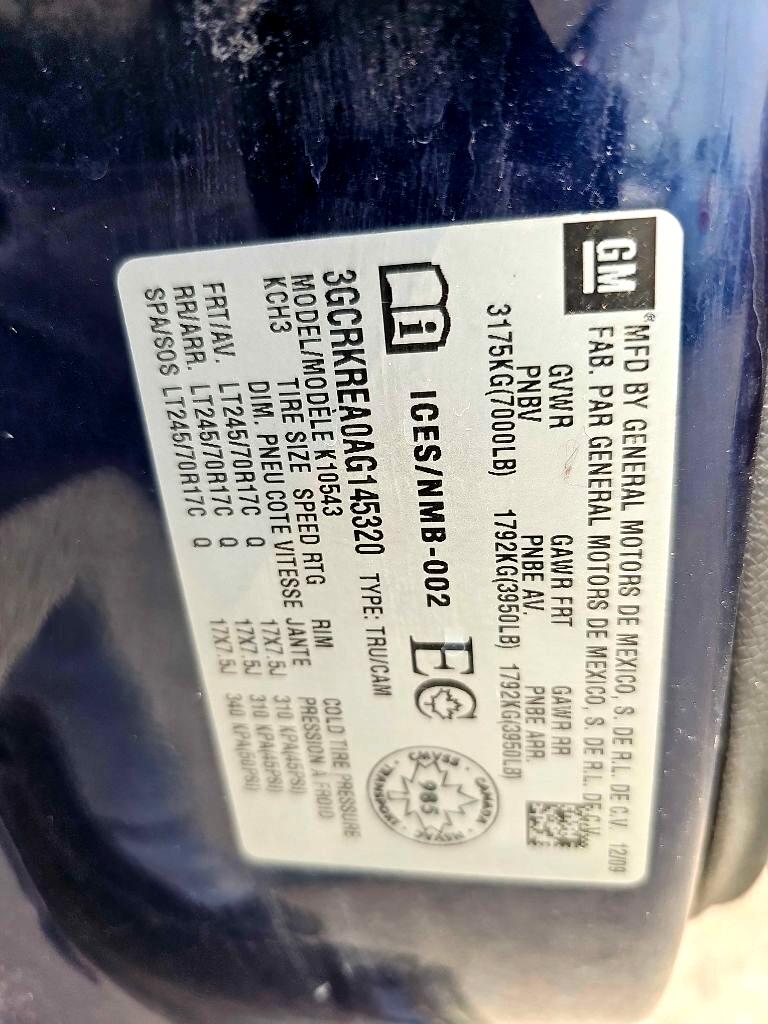 GM
®MFD BY GENERAL MOTORS DE MEXICO, S. DE R.L. DE C.V. 12/09
FAB. PAR GENERAL MOTORS DE MEXICO, S. DE R.L. DE C.V.
GVWR GAWR FRT GAWR RR
PNBV PNBE AV. PNBE ARR.
3175KG(7000LB) 1792KG(3950LB) 1792KG(3950LB)
i ICES/NMB-002 EC
CANADA CMVSS 985 NSVAC
3GCRKREA0AG145320 TYPE: TRU/CAM
MODEL/MODÈLE K10543
KCH3
TIRE SIZE SPEED RTG RIM COLD TIRE PRESSURE
DIM. PNEU COTE VITESSE JANTE PRESSION À FROID
FRT/AV. LT245/70R17C Q 17X7.5J 310 KPA(45PSI)
RR/ARR. LT245/70R17C Q 17X7.5J 310 KPA(45PSI)
SPA/SOS LT245/70R17C Q 17X7.5J 340 KPA(50PSI)